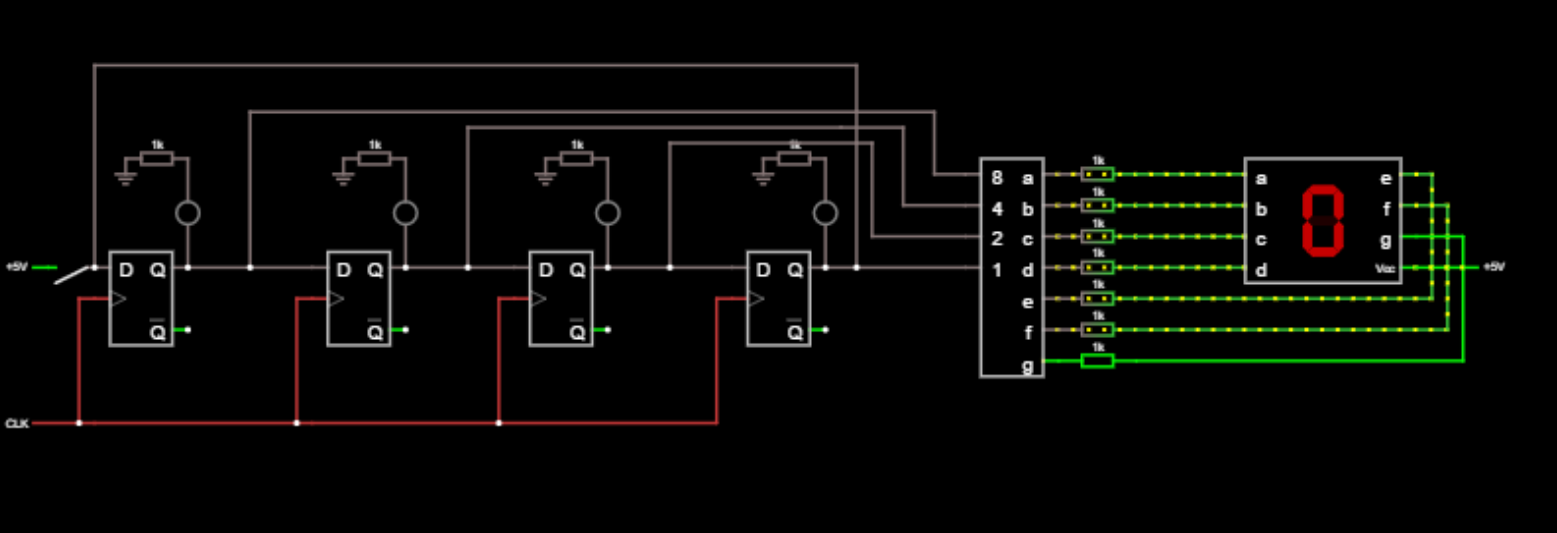 1k 1k 1k 1k
1k
8 a a e
1k
4 b b f
1k
2 c c g
1k
+5V D Q D Q D Q D Q 1 d d Vcc +5V
1k
e
1k
Q Q Q Q f
1k
g
CLK
0